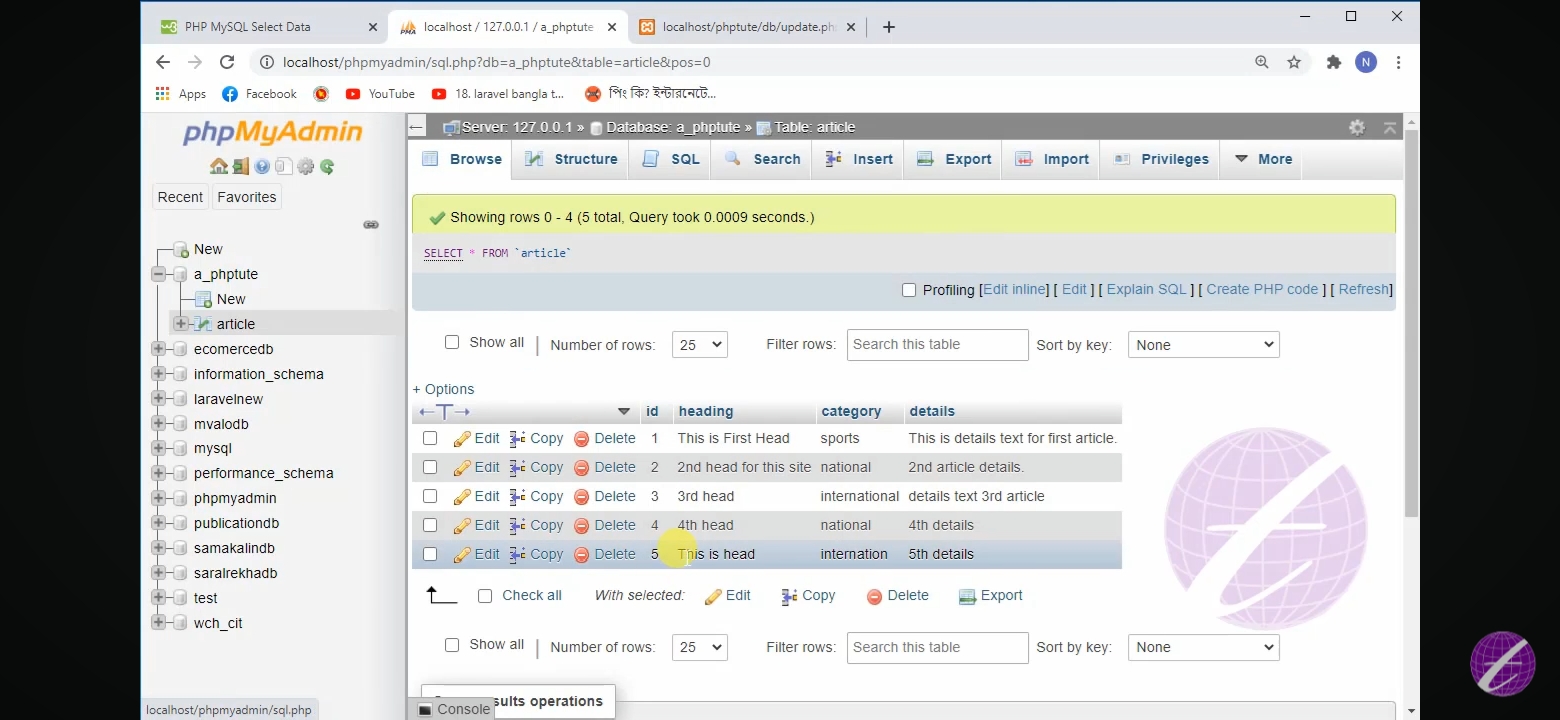 PHP MySQL Select Data
localhost / 127.0.0.1 / a_phptute
localhost/phptute/db/update.ph
localhost/phpmyadmin/sql.php?db=a_phptute&table=article&pos=0
N
Apps
Facebook
YouTube
18. laravel bangla t...
পিং কি? ইন্টারনেটে...
phpMyAdmin
Recent
Favorites
New
a_phptute
New
article
ecomercedb
information_schema
laravelnew
mvalodb
mysql
performance_schema
phpmyadmin
publicationdb
samakalindb
saralrekhadb
test
wch_cit
localhost/phpmyadmin/sql.php
Server: 127.0.0.1 » Database: a_phptute » Table: article
Browse Structure SQL Search Insert Export Import Privileges More
Showing rows 0 - 4 (5 total, Query took 0.0009 seconds.)
SELECT * FROM `article`
Profiling [Edit inline] [ Edit ] [ Explain SQL ] [ Create PHP code ] [ Refresh]
Show all | Number of rows: 25 Filter rows: Search this table Sort by key: None
+ Options
←T→ id heading category details
Edit Copy Delete 1 This is First Head sports This is details text for first article.
Edit Copy Delete 2 2nd head for this site national 2nd article details.
Edit Copy Delete 3 3rd head international details text 3rd article
Edit Copy Delete 4 4th head national 4th details
Edit Copy Delete 5 This is head internation 5th details
Check all With selected: Edit Copy Delete Export
Show all | Number of rows: 25 Filter rows: Search this table Sort by key: None
operations
Console